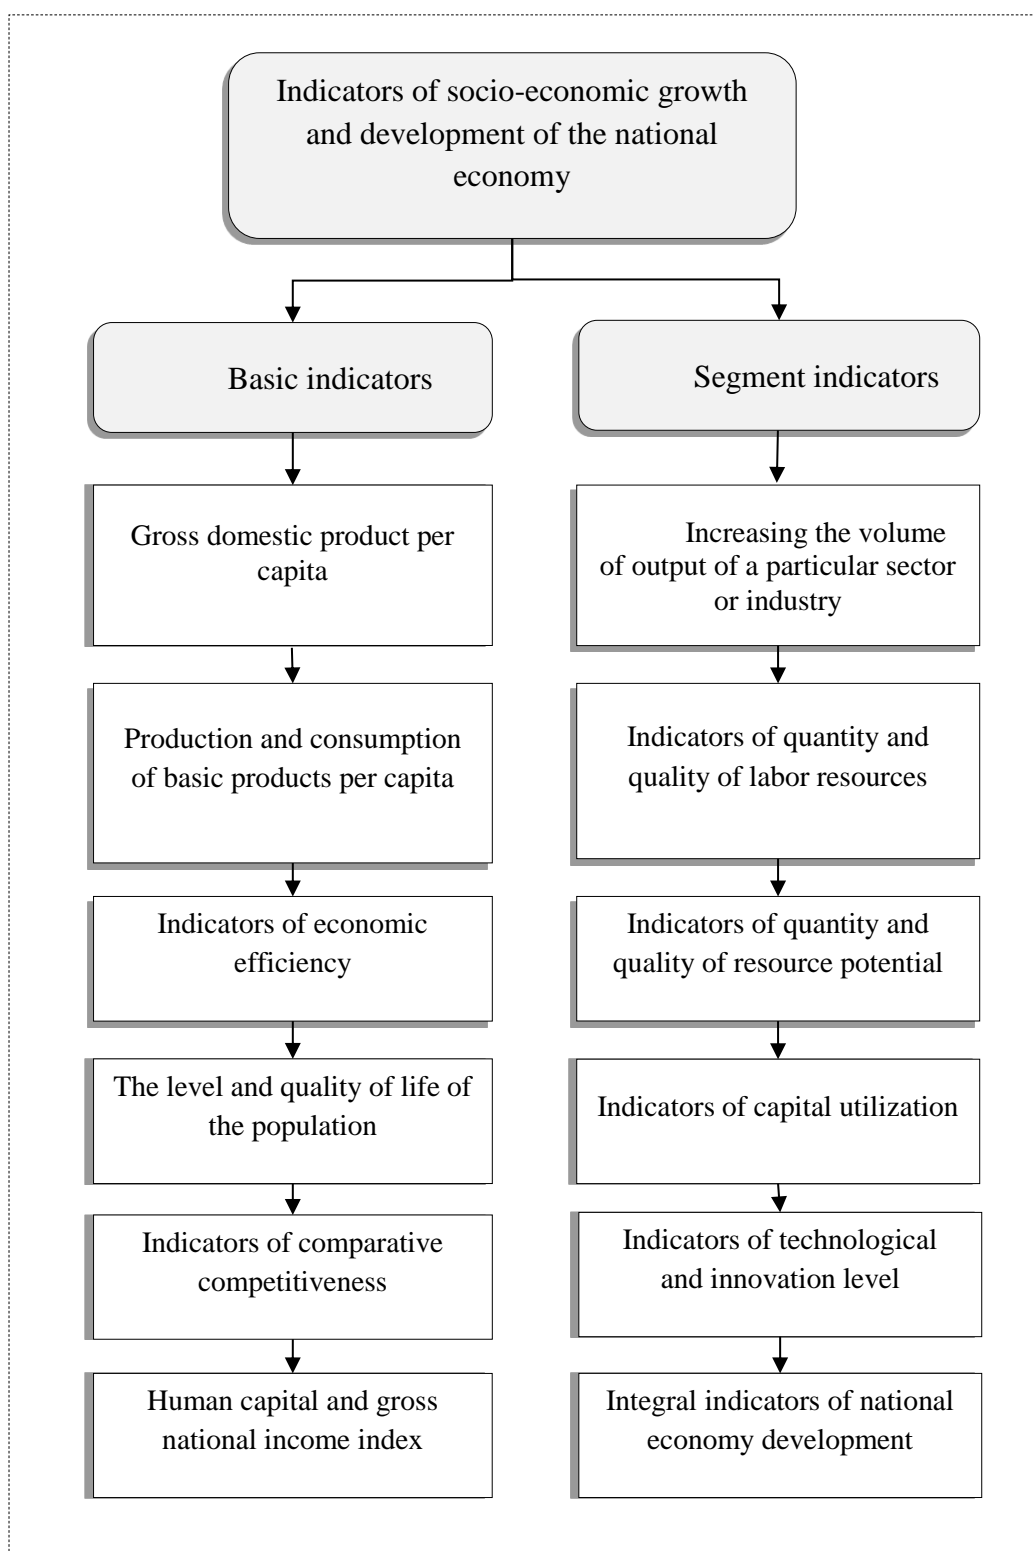 Indicators of socio-economic growth
and development of the national
economy
Basic indicators
Segment indicators
Gross domestic product per
capita
Increasing the volume
of output of a particular sector
or industry
Production and consumption
of basic products per capita
Indicators of quantity and
quality of labor resources
Indicators of economic
efficiency
Indicators of quantity and
quality of resource potential
The level and quality of life of
the population
Indicators of capital utilization
Indicators of comparative
competitiveness
Indicators of technological
and innovation level
Human capital and gross
national income index
Integral indicators of national
economy development